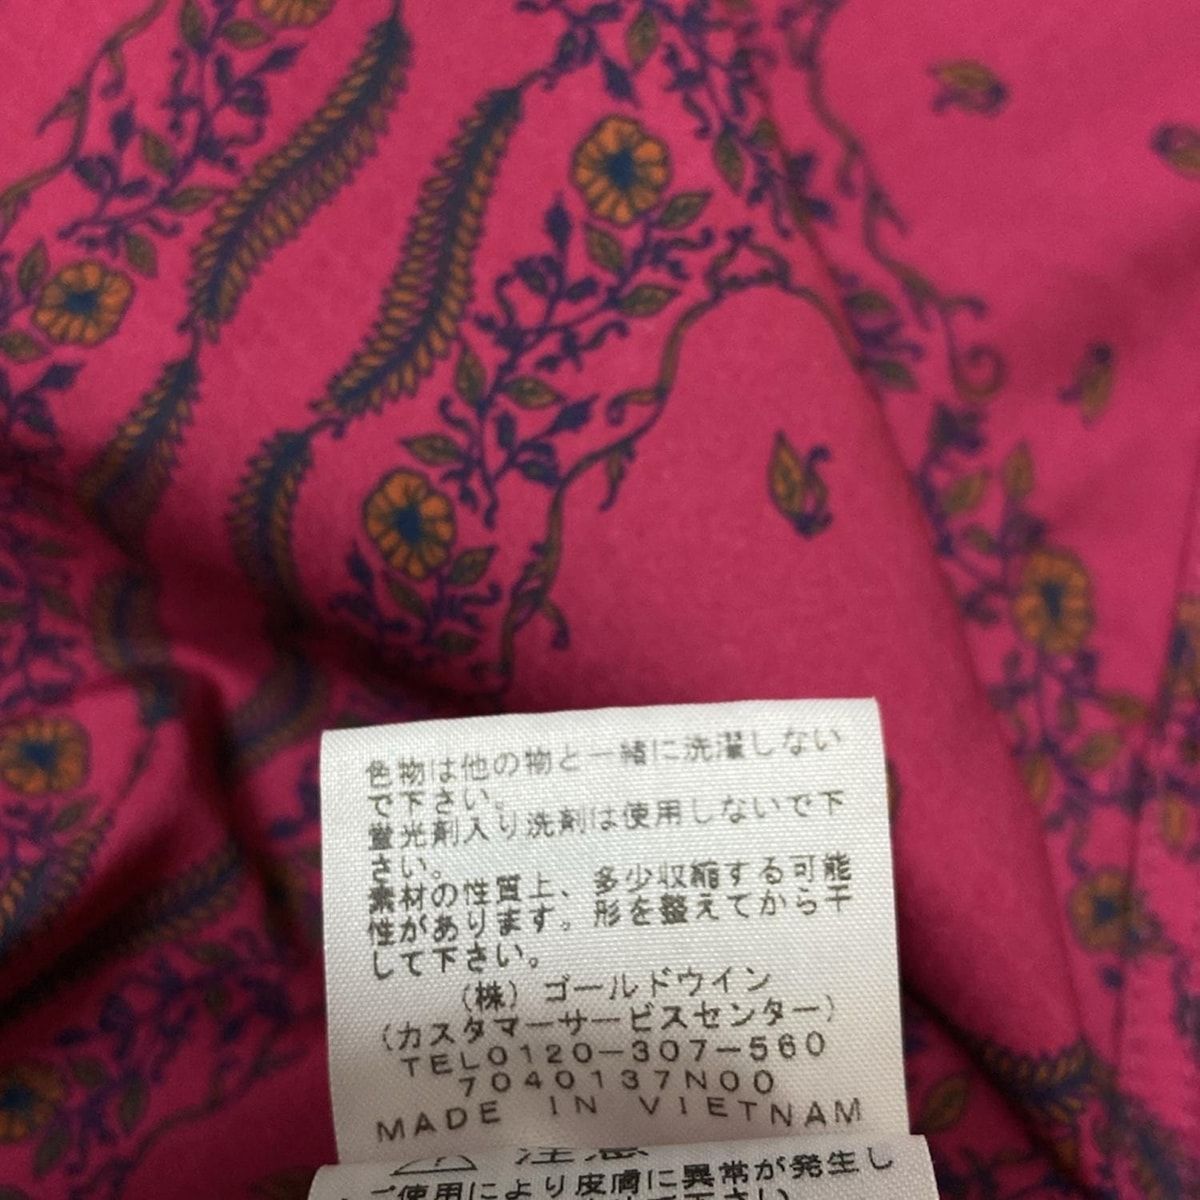 色物は他の物と一緒に洗濯しない
で下さい。
蛍光剤入り洗剤は使用しないで下
さい。
素材の性質上、多少収縮する可能
性があります。形を整えてから干
して下さい。
(株)ゴールドウイン
(カスタマーサービスセンター)
TEL0120-307-560
7040137N00
MADE IN VIETNAM
注意
ご使用により皮膚に異常が発生し